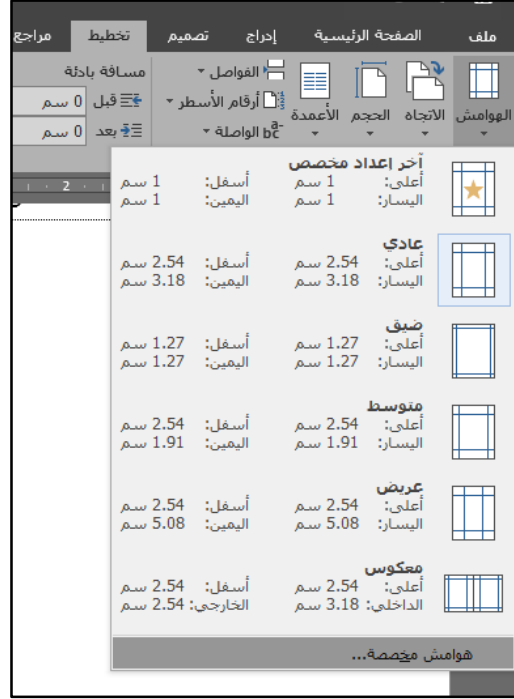 ملف الصفحة الرئيسية إدراج تصميم تخطيط مراجع
الهوامش الاتجاه الحجم الأعمدة
الفواصل
أرقام الأسطر
الواصلة
مسافة بادئة
قبل 0 سم
بعد 0 سم
2 1
آخر إعداد مخصص
أعلى: 1 سم أسفل: 1 سم
اليسار: 1 سم اليمين: 1 سم
عادي
أعلى: 2.54 سم أسفل: 2.54 سم
اليسار: 3.18 سم اليمين: 3.18 سم
ضيق
أعلى: 1.27 سم أسفل: 1.27 سم
اليسار: 1.27 سم اليمين: 1.27 سم
متوسط
أعلى: 2.54 سم أسفل: 2.54 سم
اليسار: 1.91 سم اليمين: 1.91 سم
عريض
أعلى: 2.54 سم أسفل: 2.54 سم
اليسار: 5.08 سم اليمين: 5.08 سم
معكوس
أعلى: 2.54 سم أسفل: 2.54 سم
الداخلي: 3.18 سم الخارجي: 2.54 سم
هوامش مخصصة...